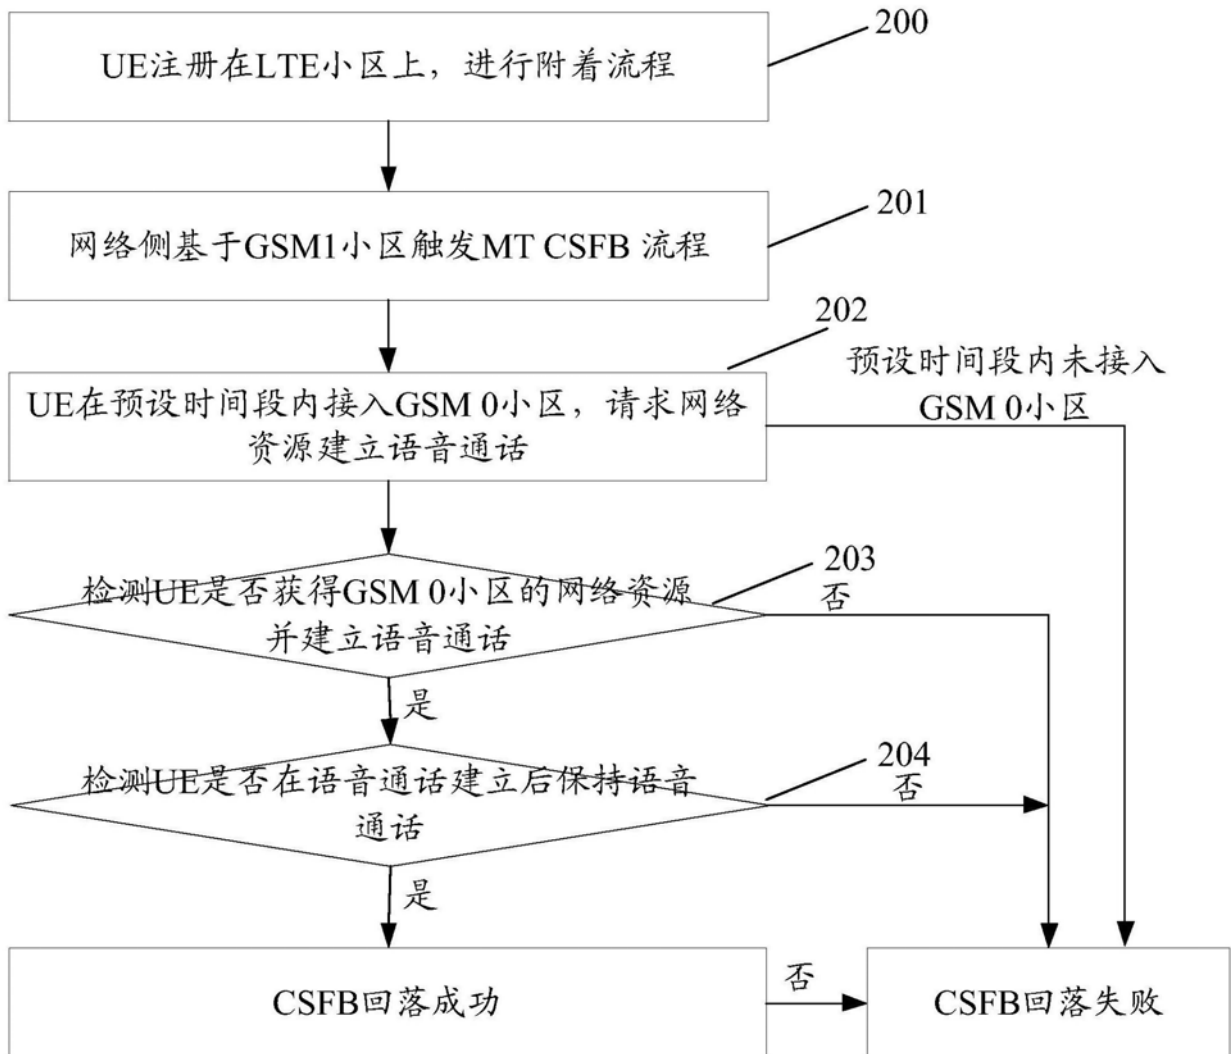 200
UE注册在LTE小区上，进行附着流程
201
网络侧基于GSM1小区触发MT CSFB 流程
202
预设时间段内未接入
GSM 0小区
UE在预设时间段内接入GSM 0小区，请求网络
资源建立语音通话
203
否
检测UE是否获得GSM 0小区的网络资源
并建立语音通话
是
204
否
检测UE是否在语音通话建立后保持语音
通话
是
CSFB回落成功
否
CSFB回落失败